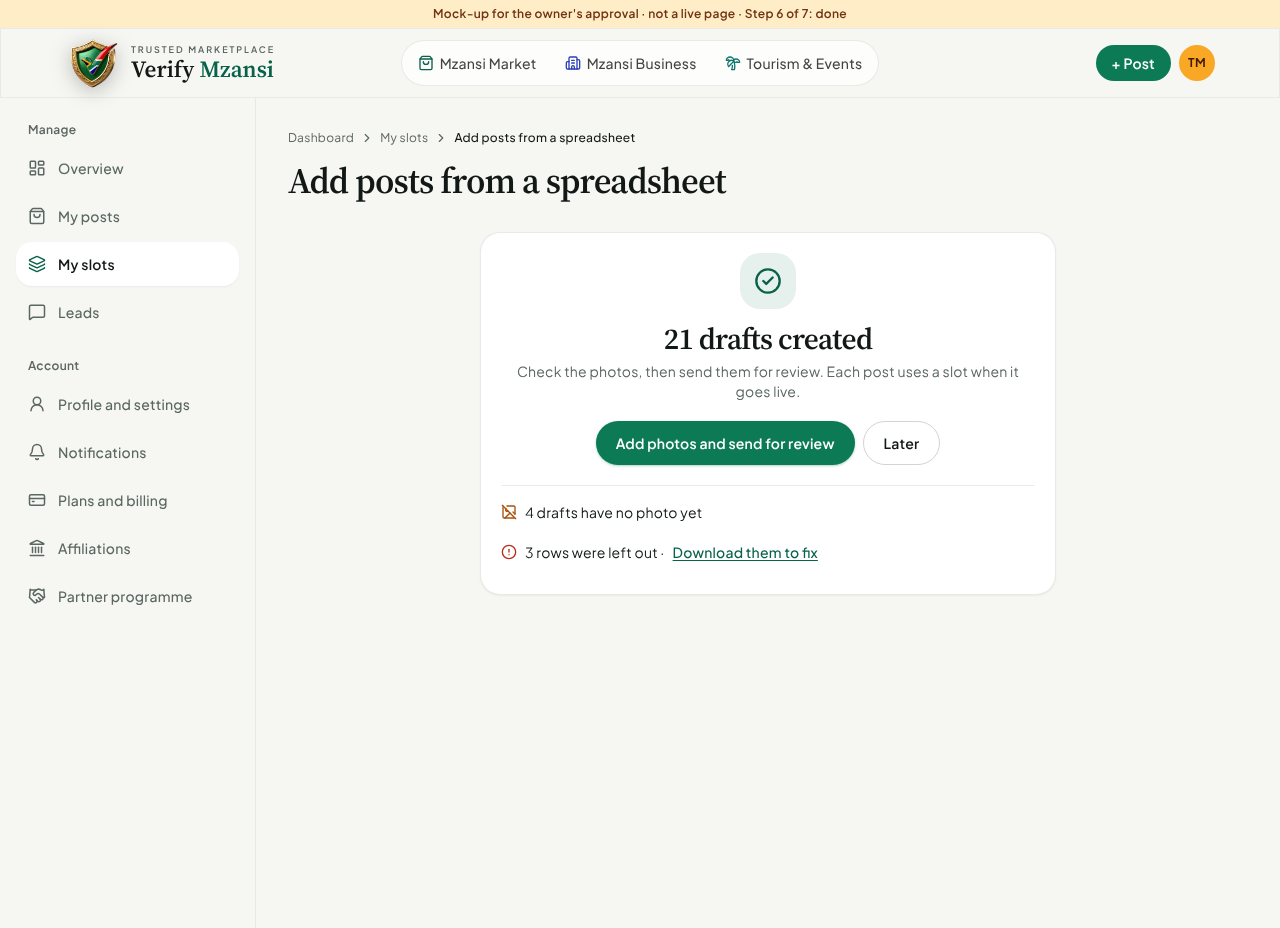 Mock-up for the owner's approval · not a live page · Step 6 of 7: done
TRUSTED MARKETPLACE
Verify Mzansi
Mzansi Market
Mzansi Business
Tourism & Events
+ Post
TM
Manage
Overview
My posts
My slots
Leads
Account
Profile and settings
Notifications
Plans and billing
Affiliations
Partner programme
Dashboard > My slots > Add posts from a spreadsheet
Add posts from a spreadsheet
21 drafts created
Check the photos, then send them for review. Each post uses a slot when it
goes live.
Add photos and send for review
Later
4 drafts have no photo yet
3 rows were left out · Download them to fix